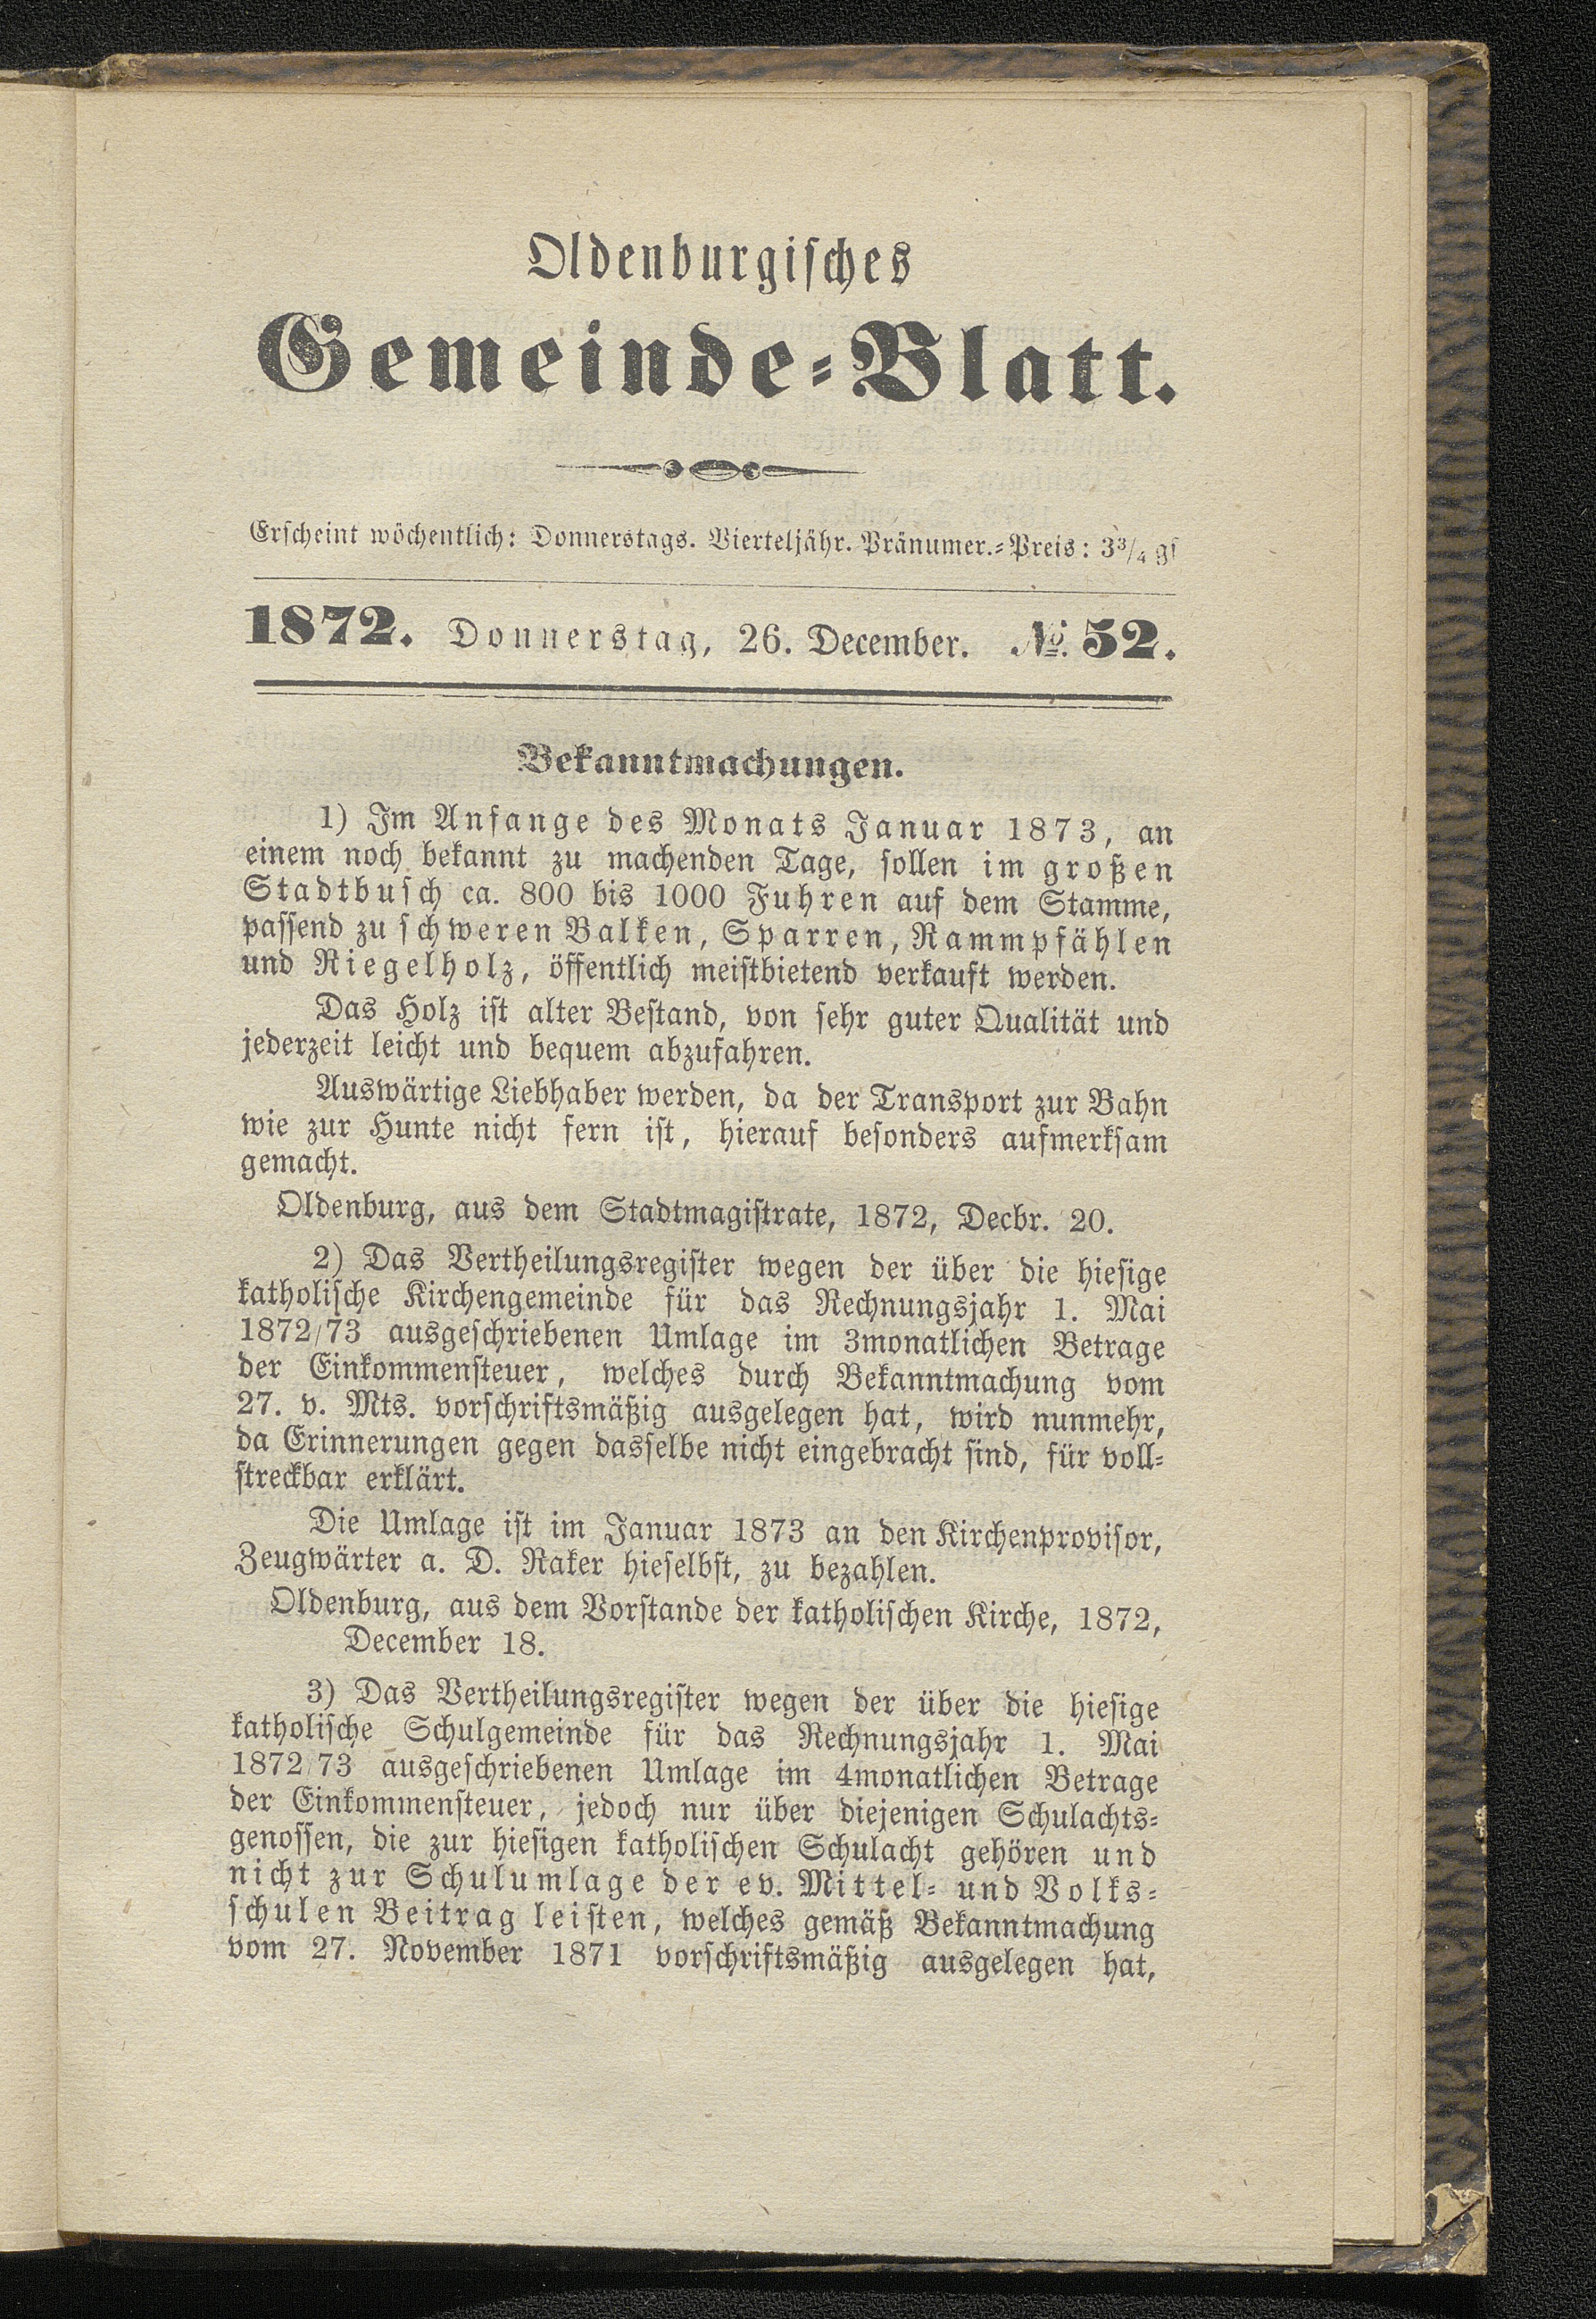 Oldenburgisches
Gemeinde-Blatt.
Erscheint wöchentlich: Donnerstags. Vierteljähr. Pränumer.-Preis: 3 3/4 gs
1872. Donnerstag, 26. December. № 52.
Bekanntmachungen.
1) Im Anfange des Monats Januar 1873, an
einem noch bekannt zu machenden Tage, sollen im großen
Stadtbusch ca. 800 bis 1000 Fuhren auf dem Stamme,
passend zu schweren Balken, Sparren, Rammpfählen
und Riegelholz, öffentlich meistbietend verkauft werden.
Das Holz ist alter Bestand, von sehr guter Qualität und
jederzeit leicht und bequem abzufahren.
Auswärtige Liebhaber werden, da der Transport zur Bahn
wie zur Hunte nicht fern ist, hierauf besonders aufmerksam
gemacht.
Oldenburg, aus dem Stadtmagistrate, 1872, Decbr. 20.
2) Das Vertheilungsregister wegen der über die hiesige
katholische Kirchengemeinde für das Rechnungsjahr 1. Mai
1872/73 ausgeschriebenen Umlage im 3monatlichen Betrage
der Einkommensteuer, welches durch Bekanntmachung vom
27. v. Mts. vorschriftsmäßig ausgelegen hat, wird nunmehr,
da Erinnerungen gegen dasselbe nicht eingebracht sind, für voll-
streckbar erklärt.
Die Umlage ist im Januar 1873 an den Kirchenprovisor,
Zeugwärter a. D. Raker hieselbst, zu bezahlen.
Oldenburg, aus dem Vorstande der katholischen Kirche, 1872,
December 18.
3) Das Vertheilungsregister wegen der über die hiesige
katholische Schulgemeinde für das Rechnungsjahr 1. Mai
1872/73 ausgeschriebenen Umlage im 4monatlichen Betrage
der Einkommensteuer, jedoch nur über diejenigen Schulachts-
genossen, die zur hiesigen katholischen Schulacht gehören und
nicht zur Schulumlage der ev. Mittel- und Volks-
schulen Beitrag leisten, welches gemäß Bekanntmachung
vom 27. November 1871 vorschriftsmäßig ausgelegen hat,